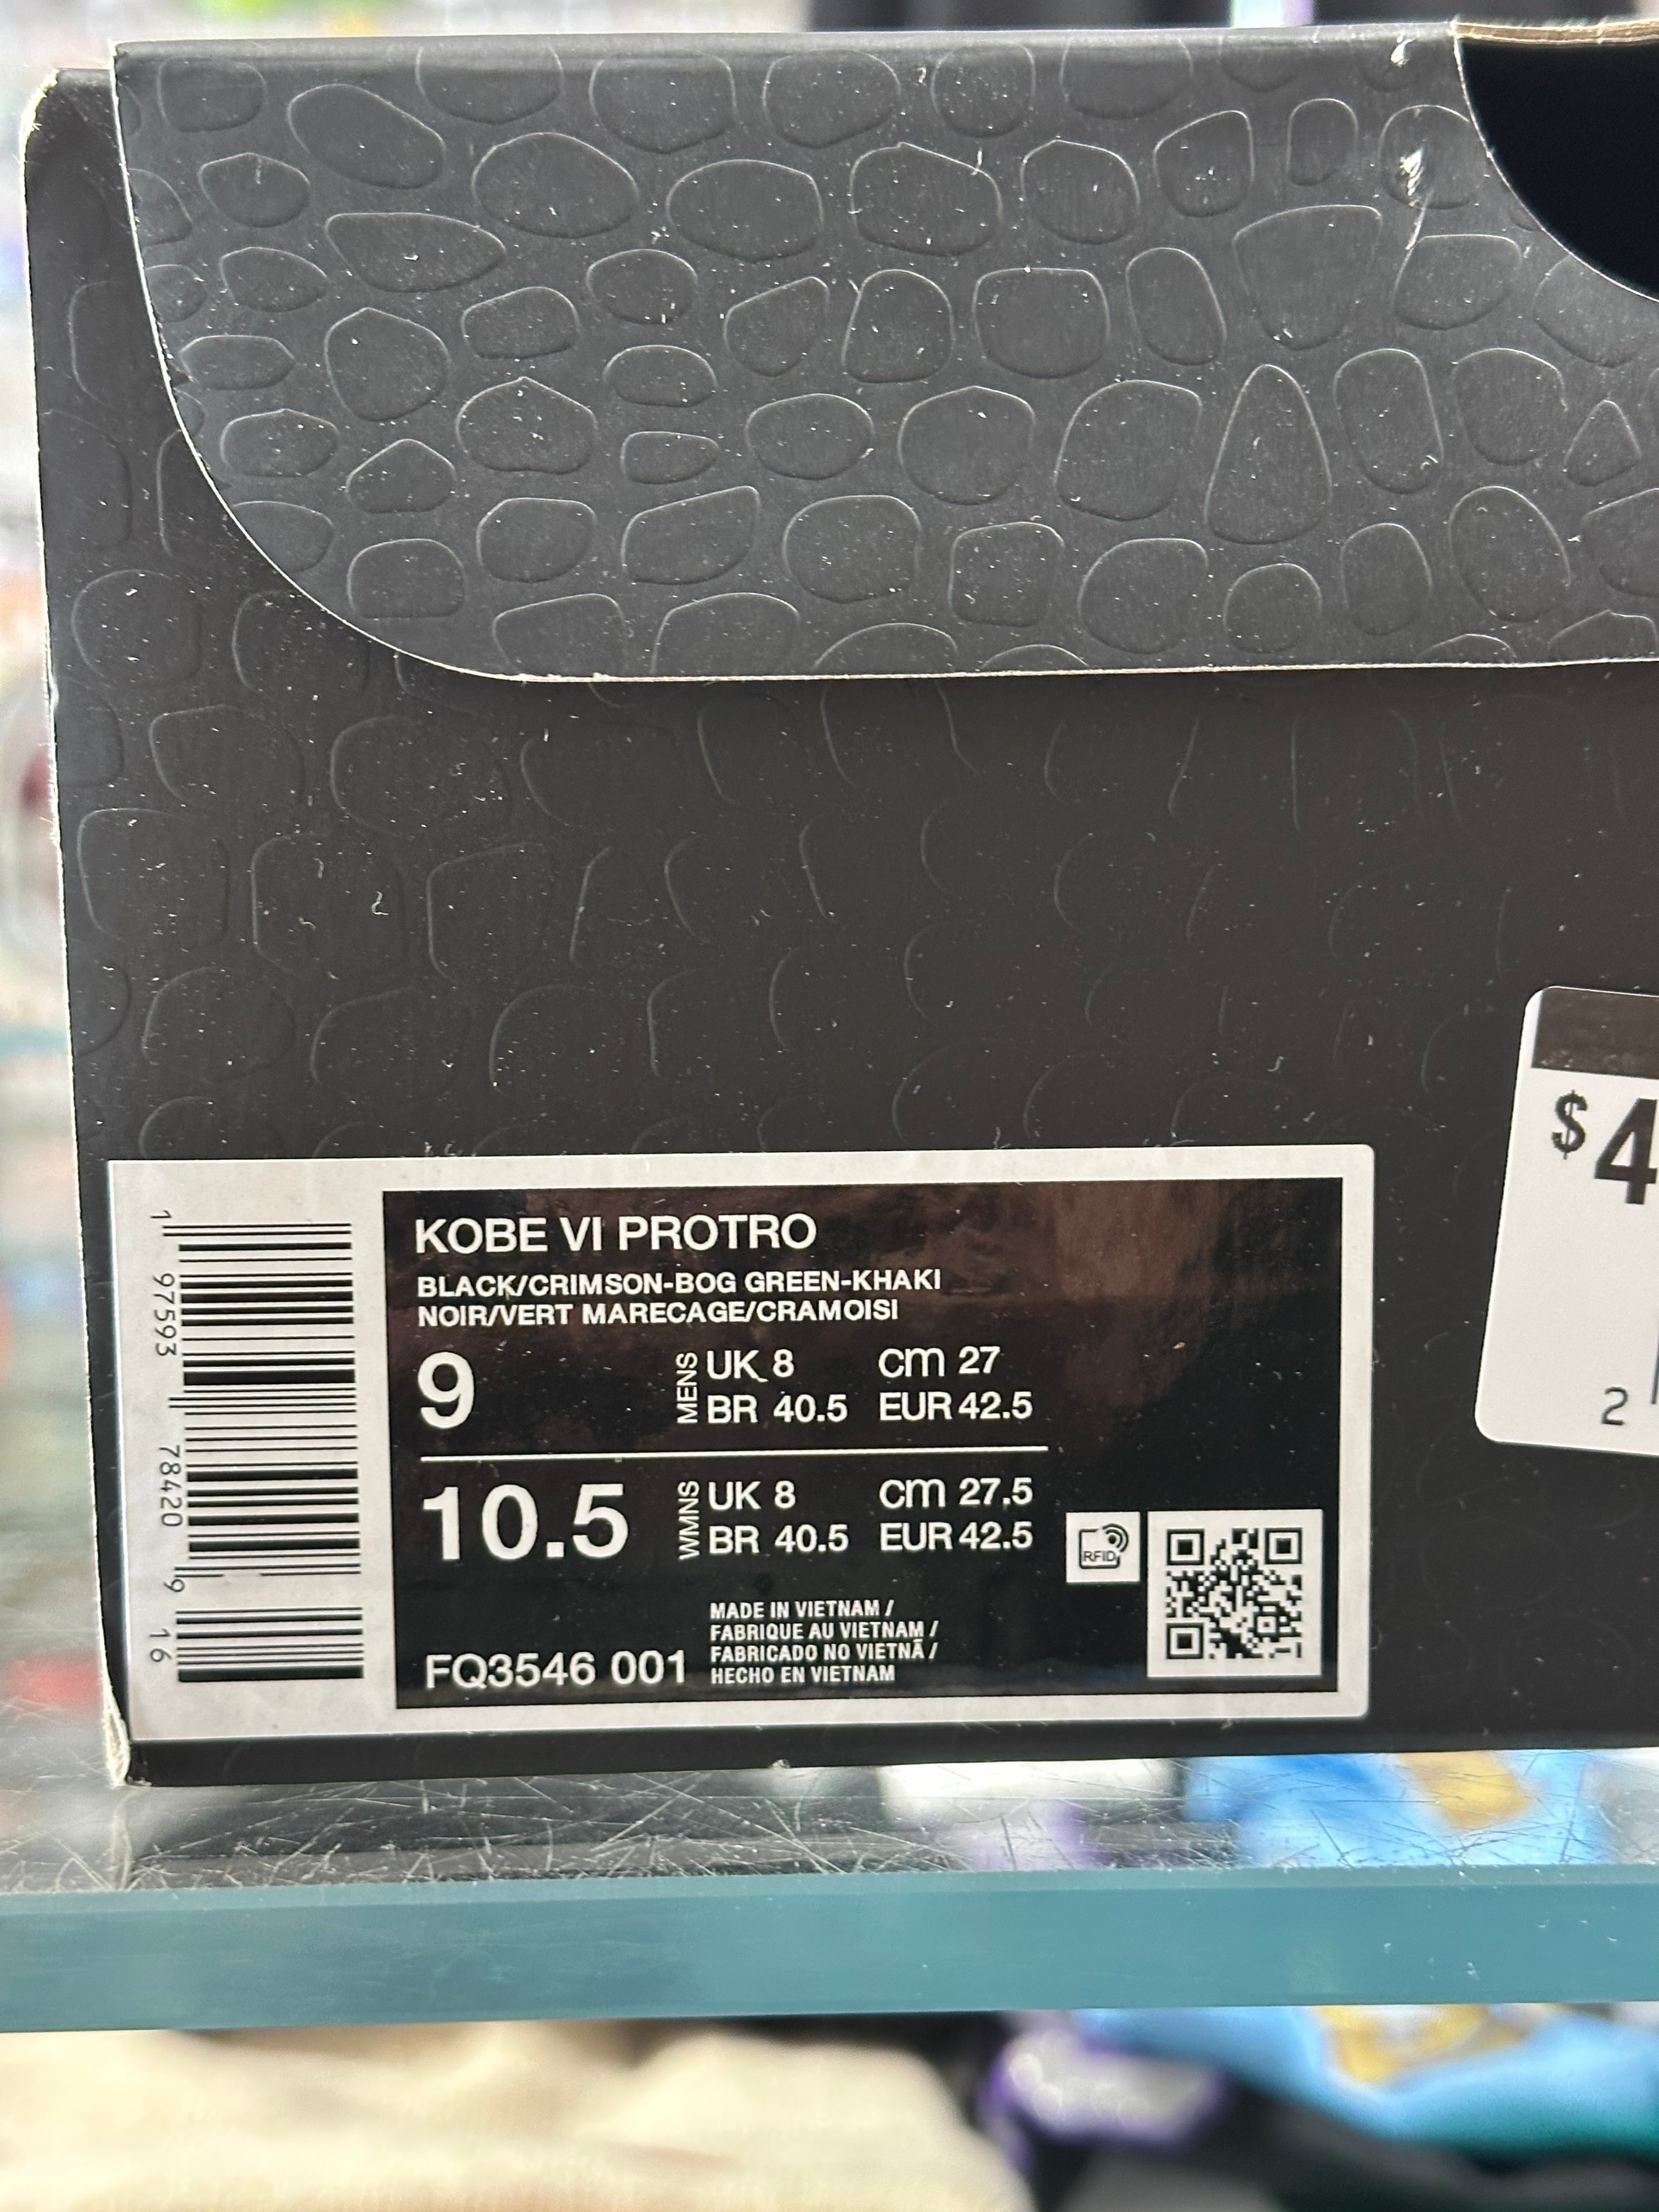 KOBE VI PROTRO
BLACK/CRIMSON-BOG GREEN-KHAKI
NOIR/VERT MARECAGE/CRAMOISI
9
MENS
UK 8 cm 27
BR 40.5 EUR 42.5
10.5
WMNS
UK 8 cm 27.5
BR 40.5 EUR 42.5
RFID
MADE IN VIETNAM /
FABRIQUE AU VIETNAM /
FABRICADO NO VIETNÃ /
HECHO EN VIETNAM
FQ3546 001
1 97593 78420 9 16
$4
2